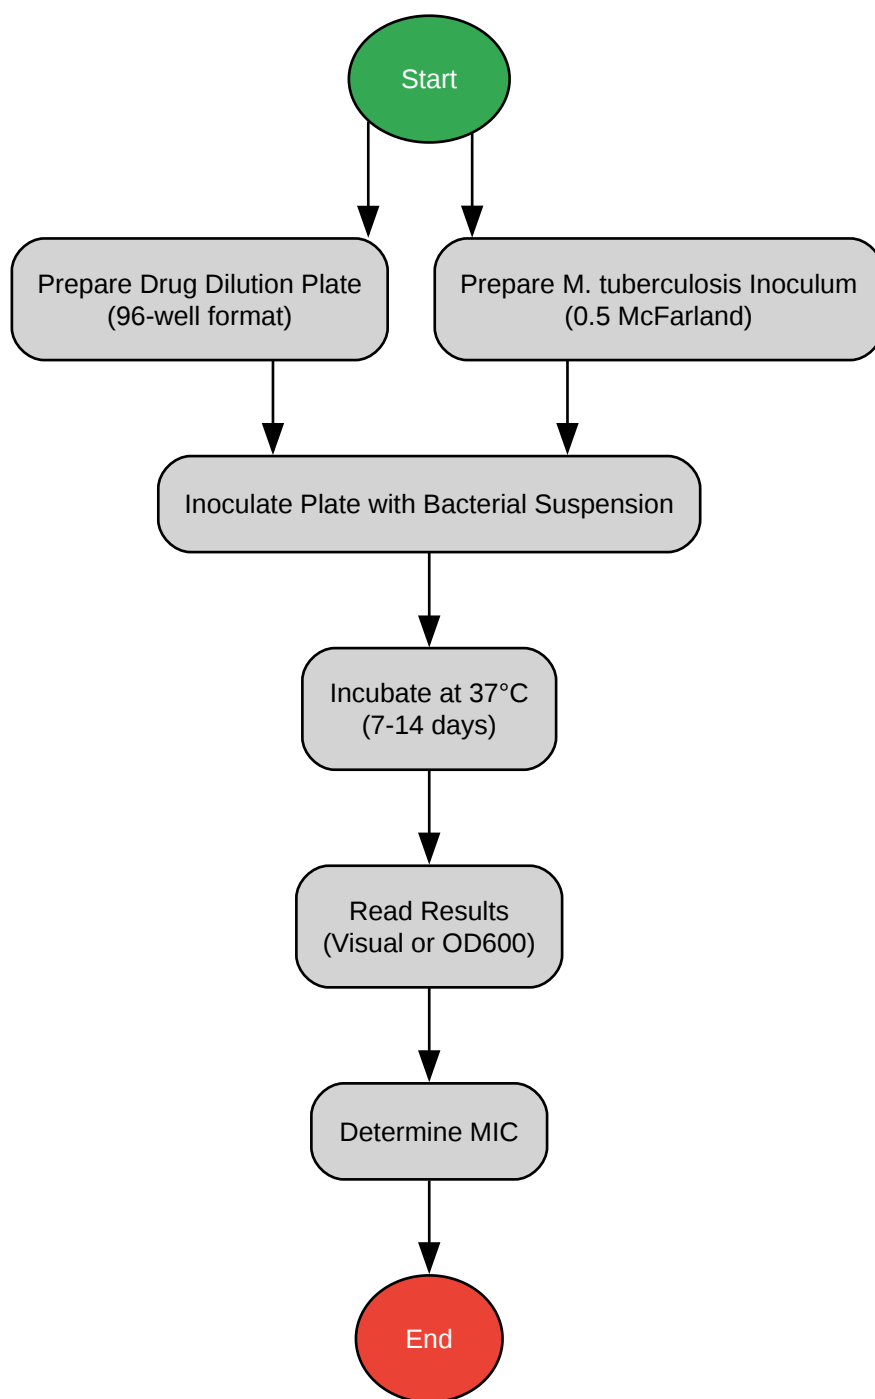 Start
Prepare Drug Dilution Plate
(96-well format)
Prepare M. tuberculosis Inoculum
(0.5 McFarland)
Inoculate Plate with Bacterial Suspension
Incubate at 37°C
(7-14 days)
Read Results
(Visual or OD600)
Determine MIC
End